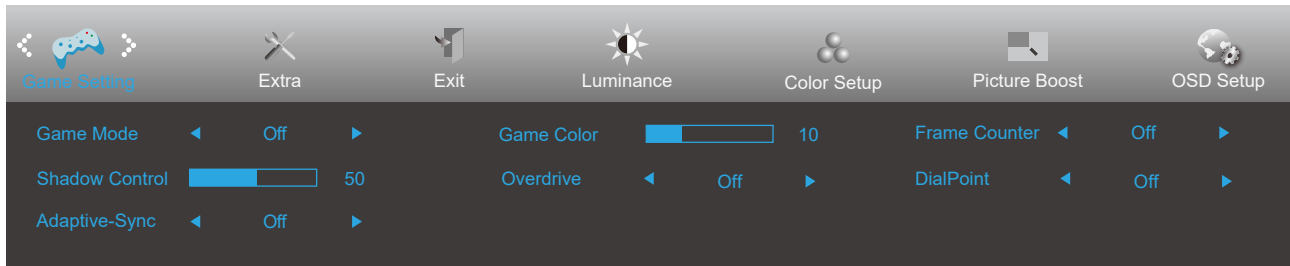 Game Setting Extra Exit Luminance Color Setup Picture Boost OSD Setup
Game Mode Off Game Color 10 Frame Counter Off
Shadow Control 50 Overdrive Off DialPoint Off
Adaptive-Sync Off